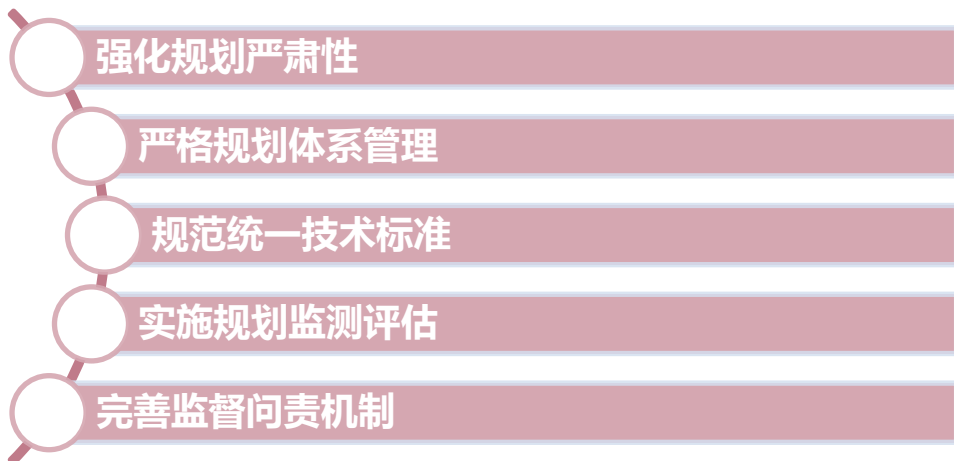 强化规划严肃性
严格规划体系管理
规范统一技术标准
实施规划监测评估
完善监督问责机制